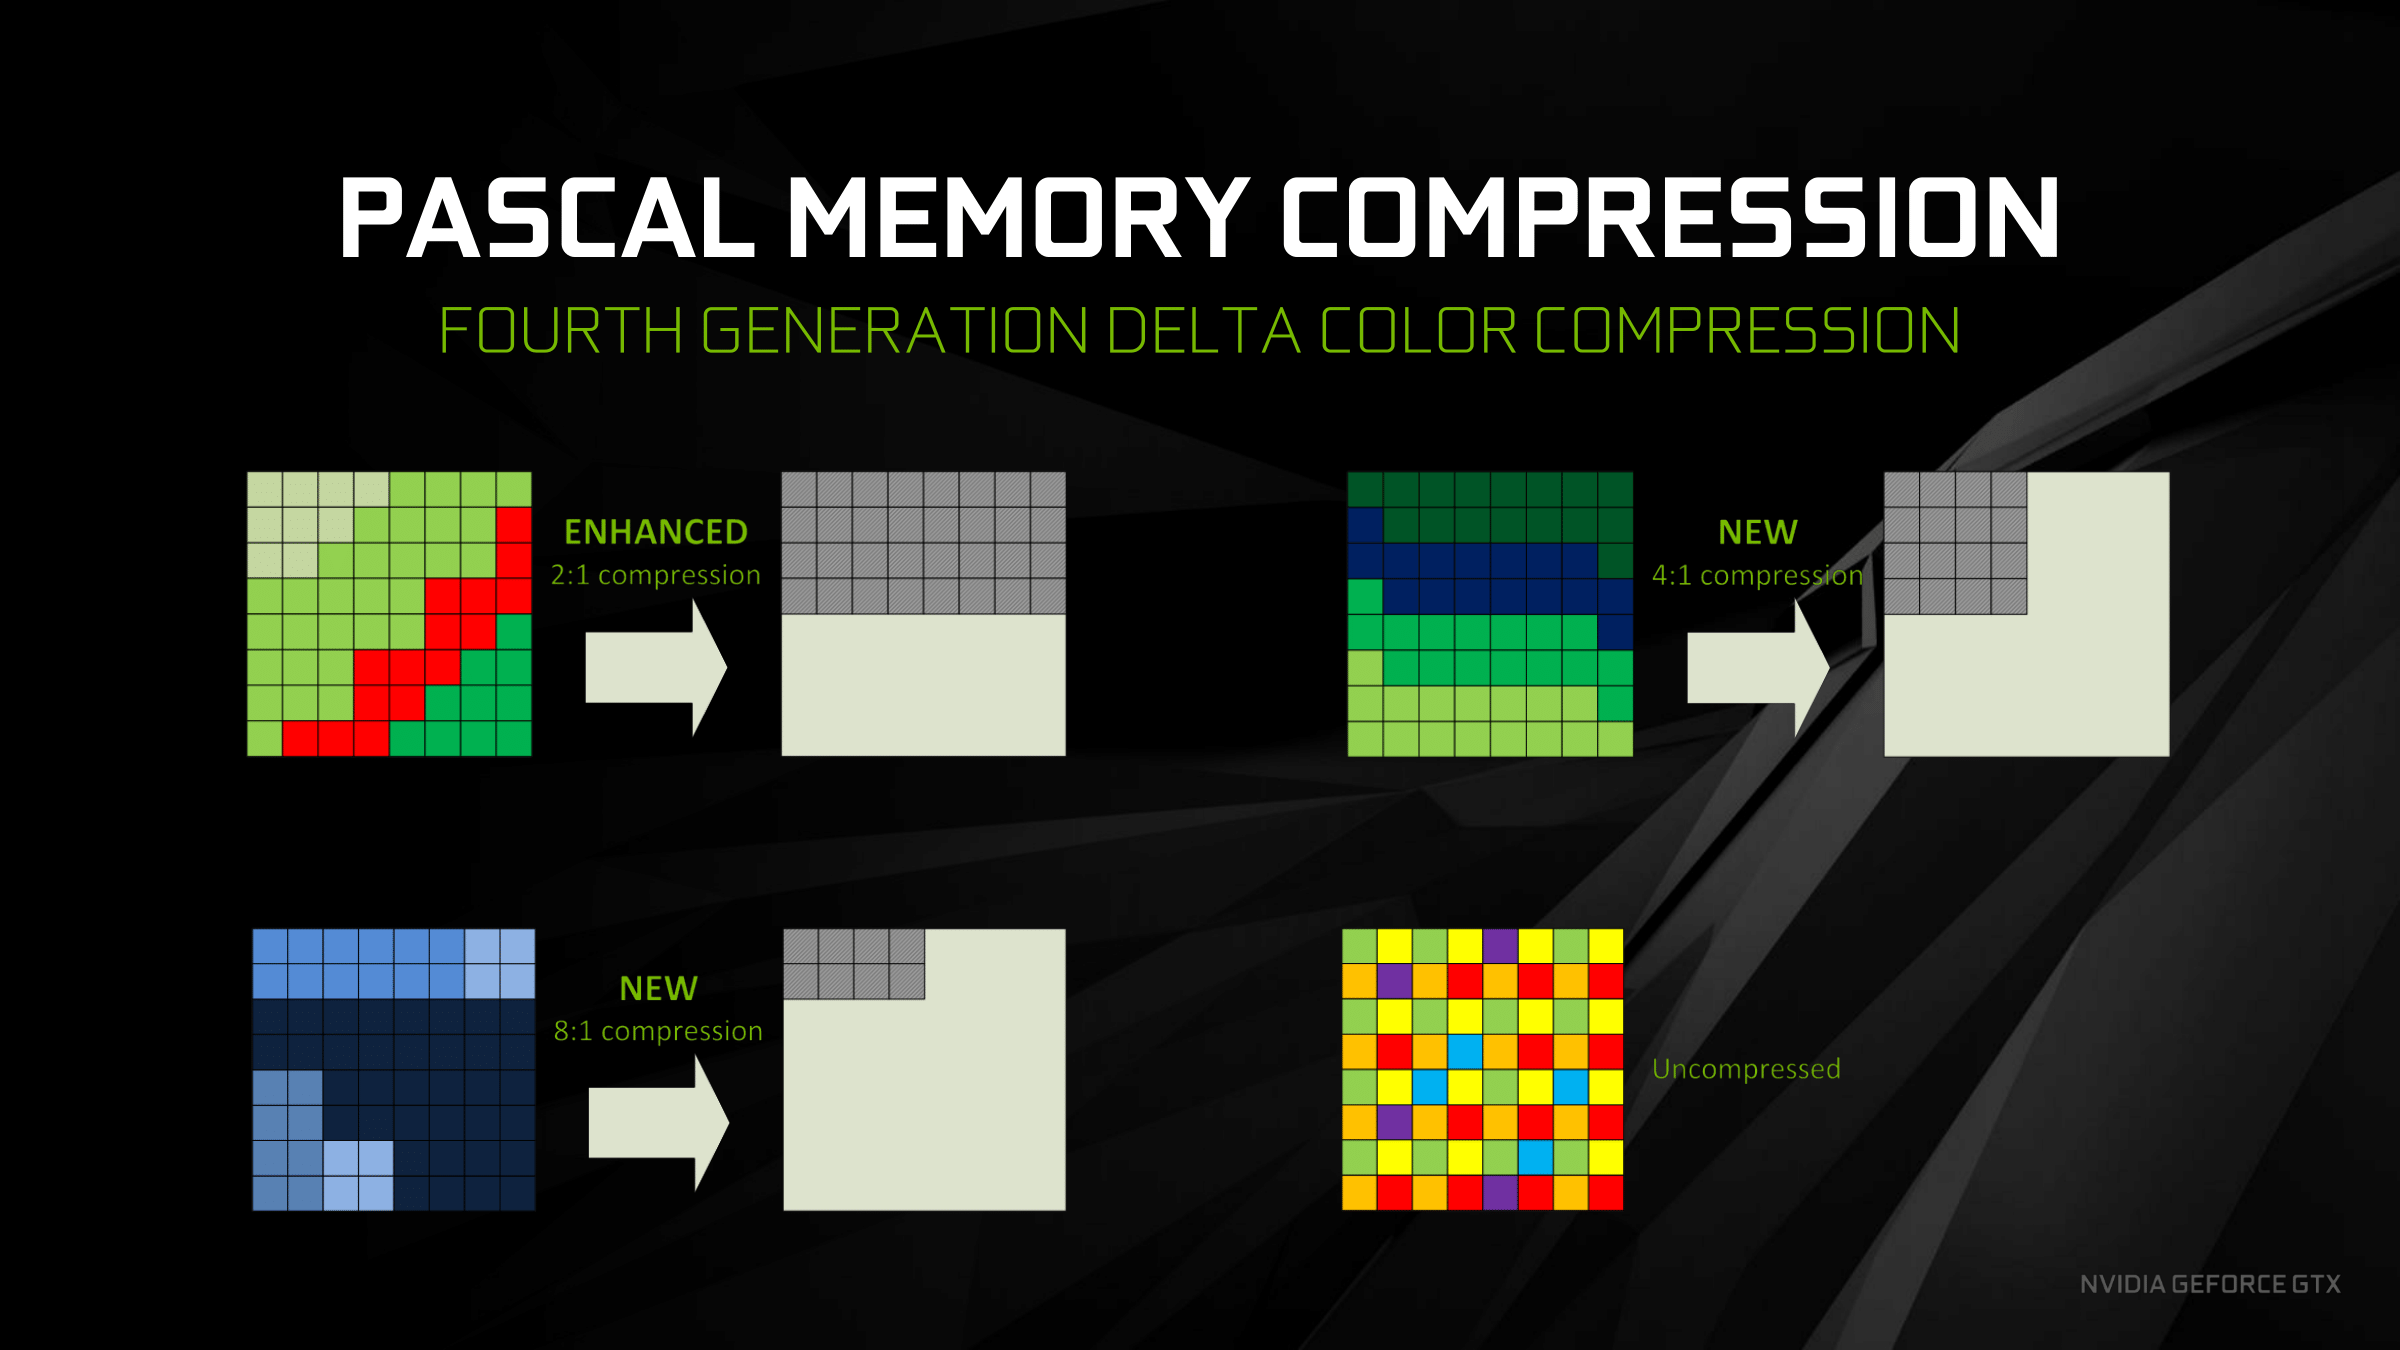 PASCAL MEMORY COMPRESSION
FOURTH GENERATION DELTA COLOR COMPRESSION
ENHANCED
2:1 compression
NEW
4:1 compression
NEW
8:1 compression
Uncompressed
NVIDIA GEFORCE GTX